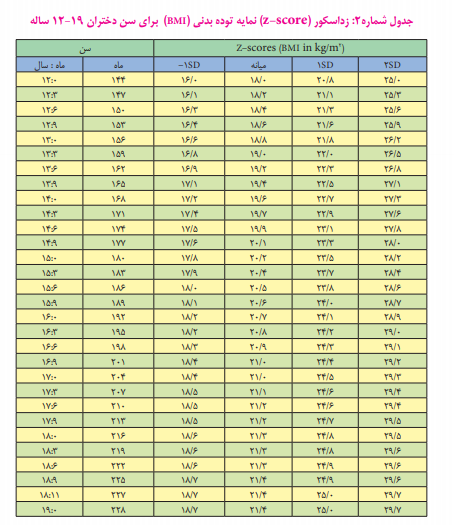 جدول شماره۲: زداسکور (z-score) نمایه توده بدنی (BMI) برای سن دختران ۱۹-۱۲ ساله
سن Z-scores (BMI in kg/m²)
ماه : سال ماه -۱SD میانه ۱SD ۲SD
۱۲:۰ ۱۴۴ ۱۶/۰ ۱۸/۰ ۲۰/۸ ۲۵/۰
۱۲:۳ ۱۴۷ ۱۶/۱ ۱۸/۲ ۲۱/۱ ۲۵/۳
۱۲:۶ ۱۵۰ ۱۶/۳ ۱۸/۴ ۲۱/۳ ۲۵/۶
۱۲:۹ ۱۵۳ ۱۶/۴ ۱۸/۶ ۲۱/۶ ۲۵/۹
۱۳:۰ ۱۵۶ ۱۶/۶ ۱۸/۸ ۲۱/۸ ۲۶/۲
۱۳:۳ ۱۵۹ ۱۶/۸ ۱۹/۰ ۲۲/۰ ۲۶/۵
۱۳:۶ ۱۶۲ ۱۶/۹ ۱۹/۲ ۲۲/۳ ۲۶/۸
۱۳:۹ ۱۶۵ ۱۷/۱ ۱۹/۴ ۲۲/۵ ۲۷/۱
۱۴:۰ ۱۶۸ ۱۷/۲ ۱۹/۶ ۲۲/۷ ۲۷/۳
۱۴:۳ ۱۷۱ ۱۷/۴ ۱۹/۷ ۲۲/۹ ۲۷/۶
۱۴:۶ ۱۷۴ ۱۷/۵ ۱۹/۹ ۲۳/۱ ۲۷/۸
۱۴:۹ ۱۷۷ ۱۷/۶ ۲۰/۱ ۲۳/۳ ۲۸/۰
۱۵:۰ ۱۸۰ ۱۷/۸ ۲۰/۲ ۲۳/۵ ۲۸/۲
۱۵:۳ ۱۸۳ ۱۷/۹ ۲۰/۴ ۲۳/۷ ۲۸/۴
۱۵:۶ ۱۸۶ ۱۸/۰ ۲۰/۵ ۲۳/۸ ۲۸/۶
۱۵:۹ ۱۸۹ ۱۸/۱ ۲۰/۶ ۲۴/۰ ۲۸/۷
۱۶:۰ ۱۹۲ ۱۸/۲ ۲۰/۷ ۲۴/۱ ۲۸/۹
۱۶:۳ ۱۹۵ ۱۸/۲ ۲۰/۸ ۲۴/۲ ۲۹/۰
۱۶:۶ ۱۹۸ ۱۸/۳ ۲۰/۹ ۲۴/۳ ۲۹/۱
۱۶:۹ ۲۰۱ ۱۸/۴ ۲۱/۰ ۲۴/۴ ۲۹/۲
۱۷:۰ ۲۰۴ ۱۸/۴ ۲۱/۰ ۲۴/۵ ۲۹/۳
۱۷:۳ ۲۰۷ ۱۸/۵ ۲۱/۱ ۲۴/۶ ۲۹/۴
۱۷:۶ ۲۱۰ ۱۸/۵ ۲۱/۲ ۲۴/۶ ۲۹/۴
۱۷:۹ ۲۱۳ ۱۸/۵ ۲۱/۲ ۲۴/۷ ۲۹/۵
۱۸:۰ ۲۱۶ ۱۸/۶ ۲۱/۳ ۲۴/۸ ۲۹/۵
۱۸:۳ ۲۱۹ ۱۸/۶ ۲۱/۳ ۲۴/۸ ۲۹/۶
۱۸:۶ ۲۲۲ ۱۸/۶ ۲۱/۳ ۲۴/۹ ۲۹/۶
۱۸:۹ ۲۲۵ ۱۸/۷ ۲۱/۴ ۲۴/۹ ۲۹/۶
۱۸:۱۱ ۲۲۷ ۱۸/۷ ۲۱/۴ ۲۵/۰ ۲۹/۷
۱۹:۰ ۲۲۸ ۱۸/۷ ۲۱/۴ ۲۵/۰ ۲۹/۷